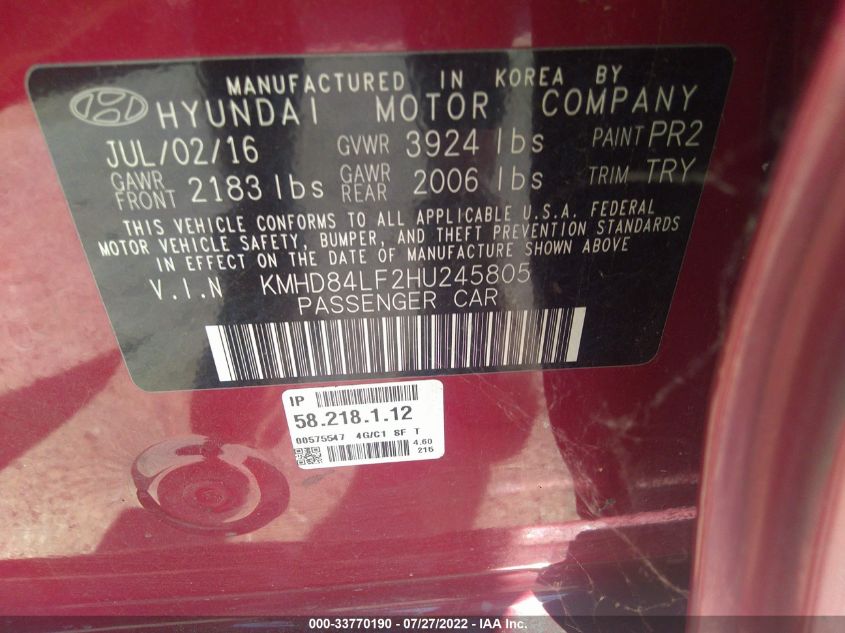 MANUFACTURED IN KOREA BY
HYUNDAI MOTOR COMPANY
JUL/02/16 GVWR 3924 lbs PAINT PR2
GAWR FRONT 2183 lbs GAWR REAR 2006 lbs TRIM TRY
THIS VEHICLE CONFORMS TO ALL APPLICABLE U.S.A. FEDERAL
MOTOR VEHICLE SAFETY, BUMPER, AND THEFT PREVENTION STANDARDS
IN EFFECT ON THE DATE OF MANUFACTURE SHOWN ABOVE
V.I.N KMHD84LF2HU245805
PASSENGER CAR
IP
58.218.1.12
00575547 4G/C1 SF T 4.60
215
000-33770190 - 07/27/2022 - IAA Inc.